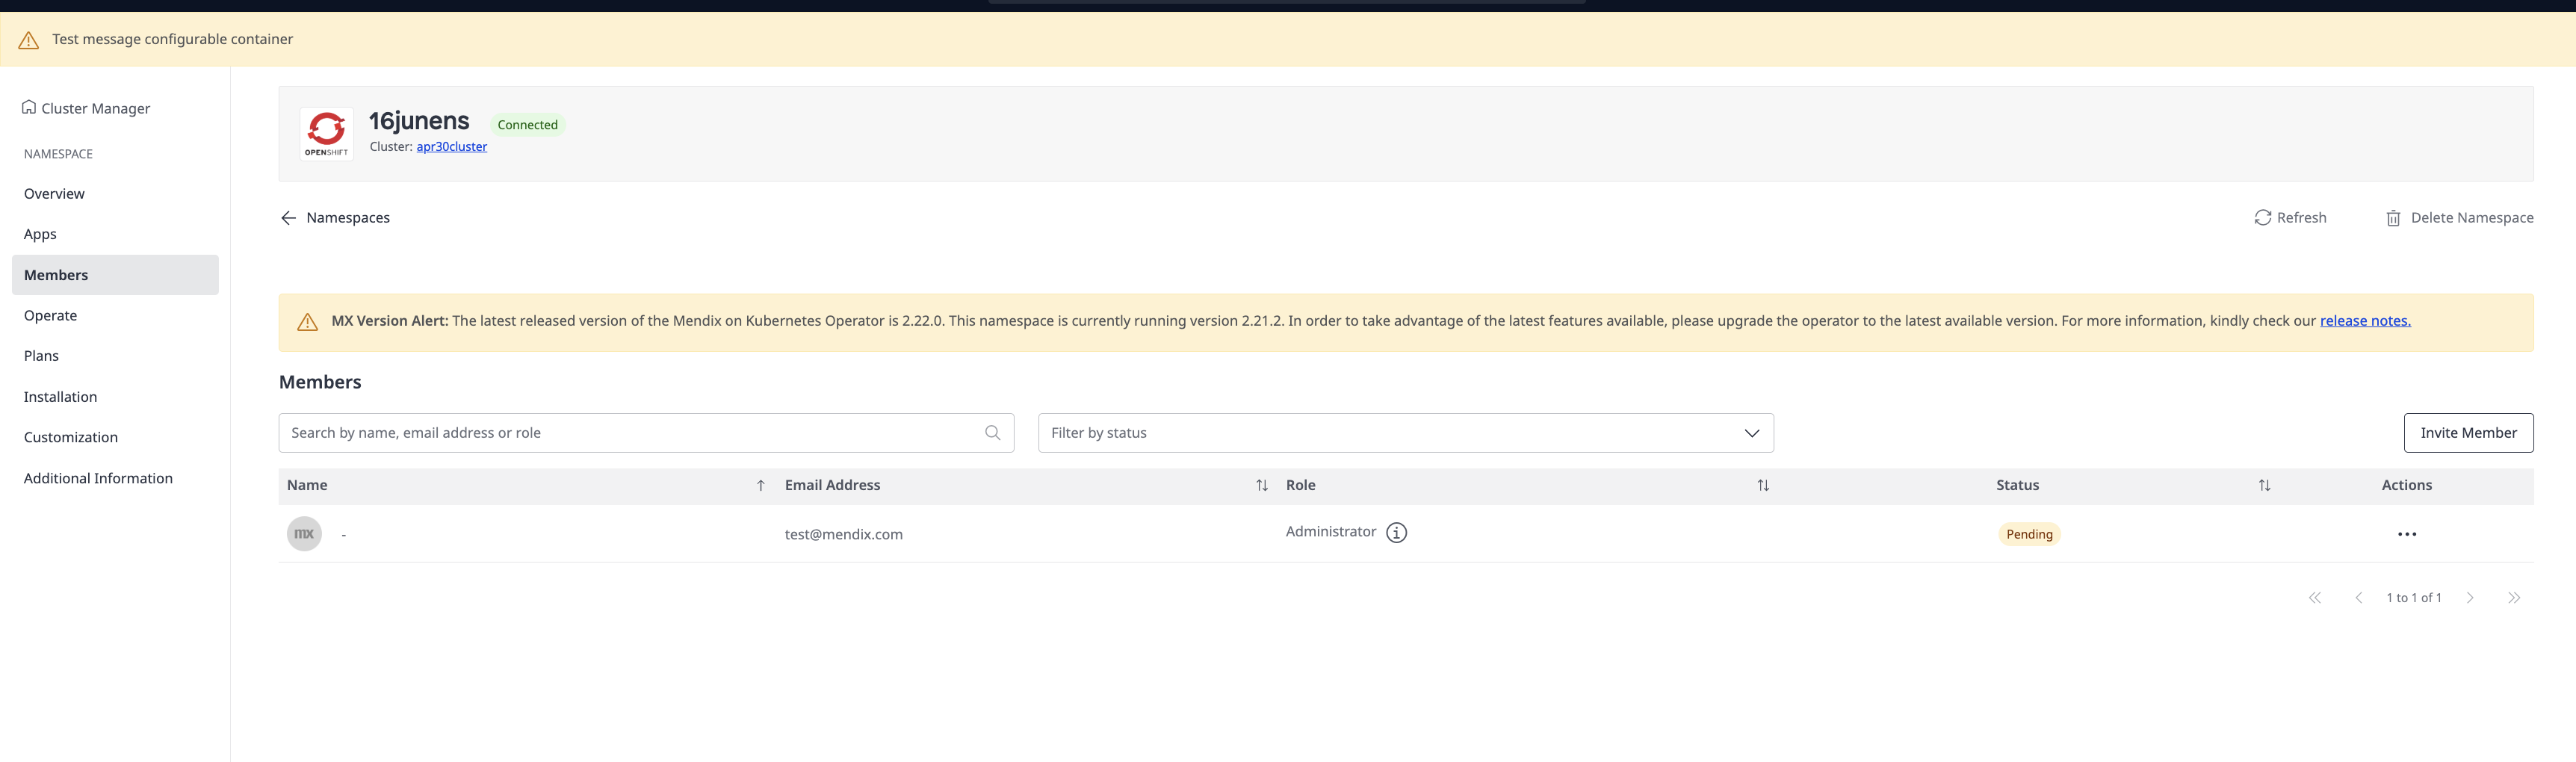 Test message configurable container
Cluster Manager
NAMESPACE
Overview
Apps
Members
Operate
Plans
Installation
Customization
Additional Information
OPENSHIFT
16junens Connected
Cluster: apr30cluster
Namespaces Refresh Delete Namespace
MX Version Alert: The latest released version of the Mendix on Kubernetes Operator is 2.22.0. This namespace is currently running version 2.21.2. In order to take advantage of the latest features available, please upgrade the operator to the latest available version. For more information, kindly check our release notes.
Members
Search by name, email address or role Filter by status Invite Member
Name Email Address Role Status Actions
mx - test@mendix.com Administrator Pending
1 to 1 of 1